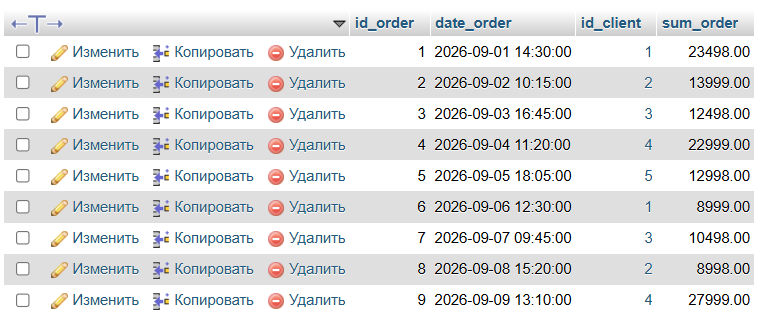 id_order date_order id_client sum_order
Изменить Копировать Удалить 1 2026-09-01 14:30:00 1 23498.00
Изменить Копировать Удалить 2 2026-09-02 10:15:00 2 13999.00
Изменить Копировать Удалить 3 2026-09-03 16:45:00 3 12498.00
Изменить Копировать Удалить 4 2026-09-04 11:20:00 4 22999.00
Изменить Копировать Удалить 5 2026-09-05 18:05:00 5 12998.00
Изменить Копировать Удалить 6 2026-09-06 12:30:00 1 8999.00
Изменить Копировать Удалить 7 2026-09-07 09:45:00 3 10498.00
Изменить Копировать Удалить 8 2026-09-08 15:20:00 2 8998.00
Изменить Копировать Удалить 9 2026-09-09 13:10:00 4 27999.00